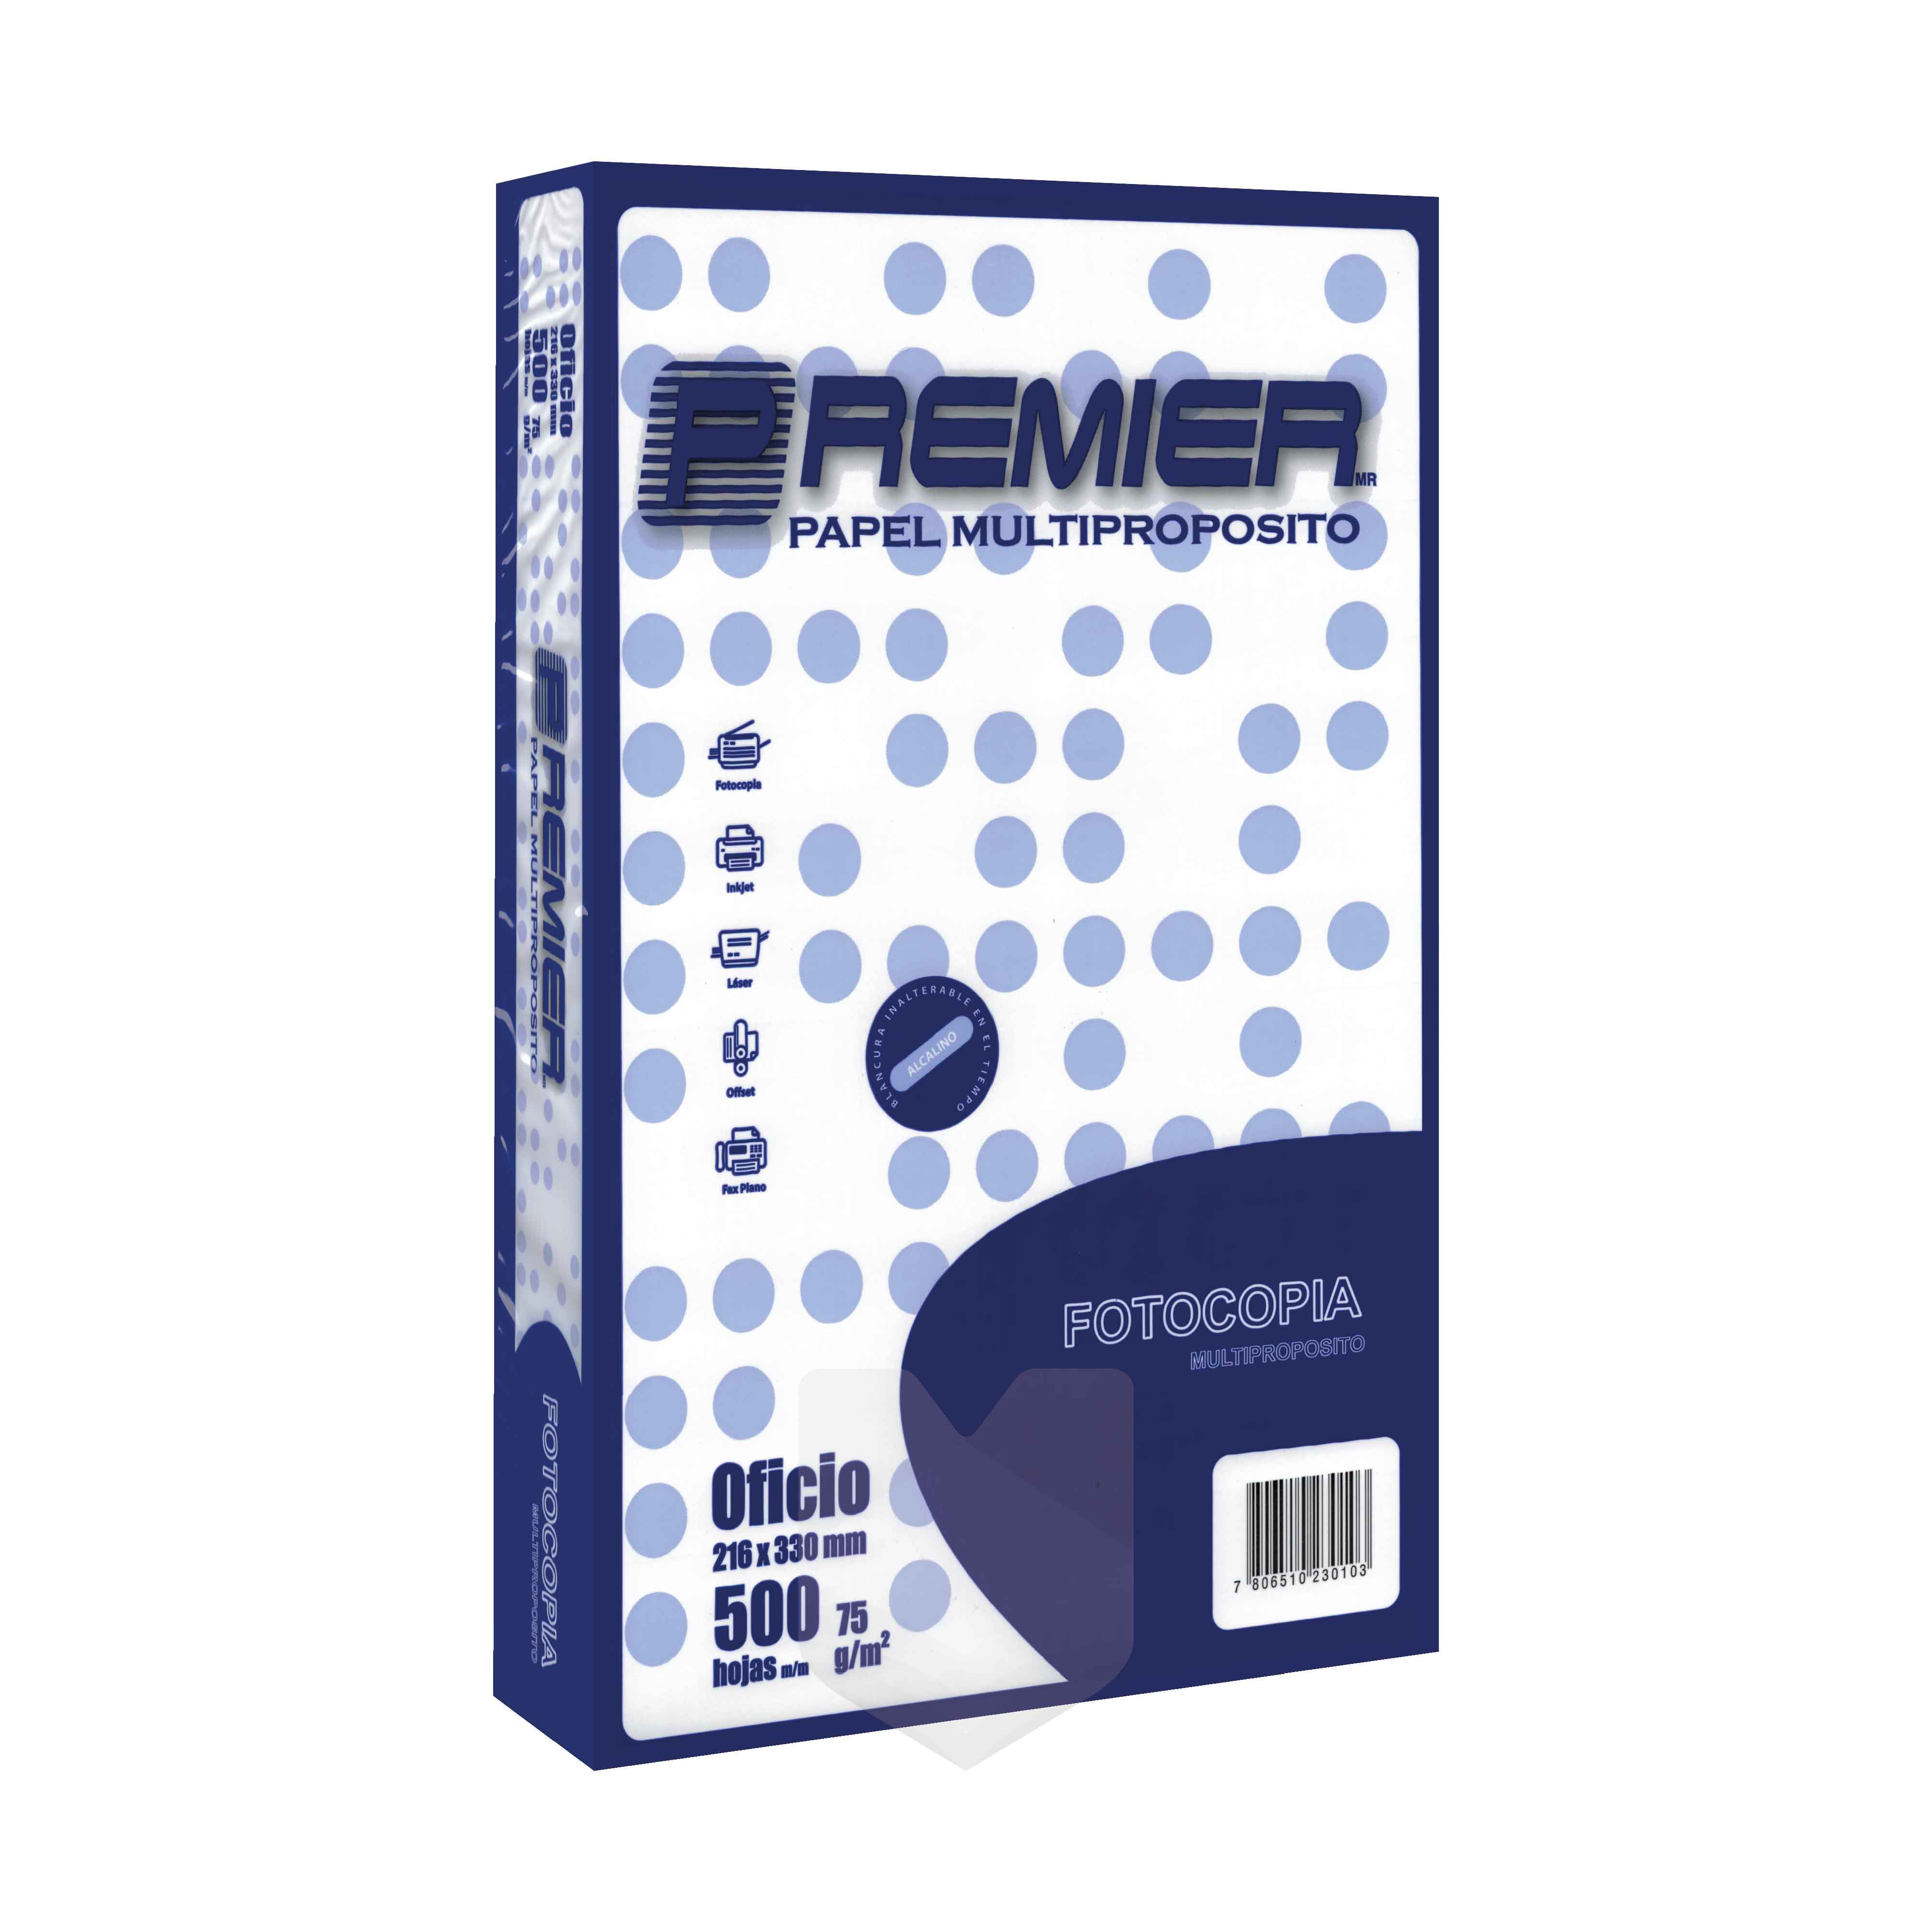 PREMIER MR
PAPEL MULTIPROPOSITO
Fotocopia
Inkjet
Láser
Offset
Fax Plano
BLANCURA INALTERABLE EN EL TIEMPO
ALCALINO
FOTOCOPIA
MULTIPROPOSITO
Oficio
216 x 330 mm
500 75
hojas m/m g/m²
7 806510 230103
Oficio
216 x 330 mm
500 75
hojas m/m g/m²
PREMIER
PAPEL MULTIPROPOSITO
FOTOCOPIA
MULTIPROPOSITO